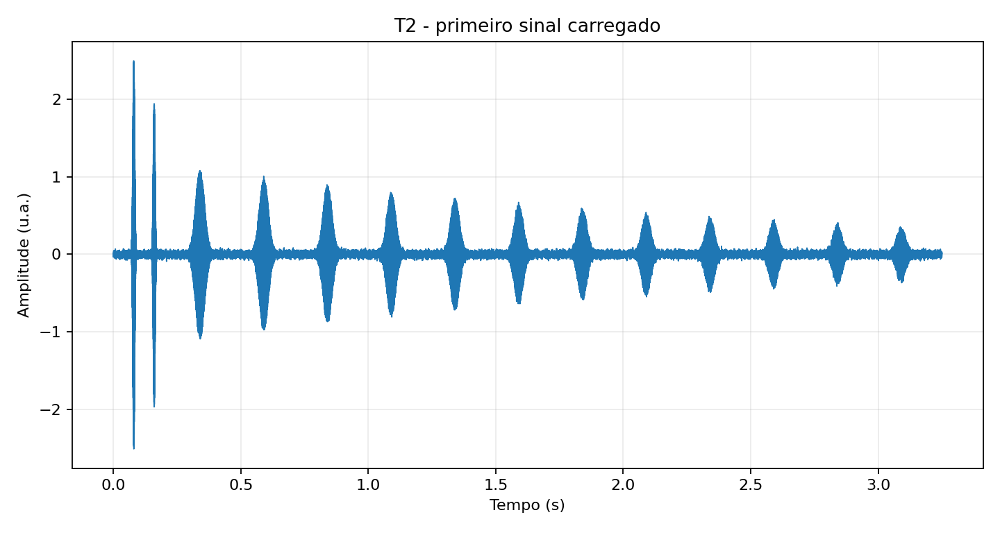 T2 - primeiro sinal carregado
Amplitude (u.a.)
2
1
0
−1
−2
0.0 0.5 1.0 1.5 2.0 2.5 3.0
Tempo (s)